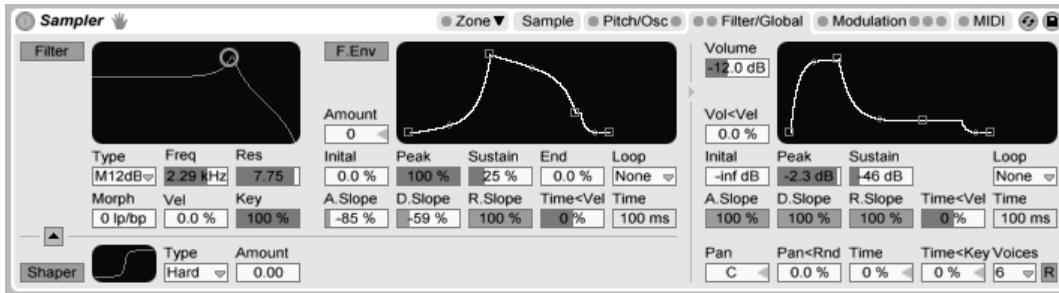 Sampler Zone Sample Pitch/Osc Filter/Global Modulation MIDI
Filter F.Env Volume
-12.0 dB
Amount Vol<Vel
0 0.0 %
Type Freq Res Inital Peak Sustain End Loop Inital Peak Sustain Loop
M12dB 2.29 kHz 7.75 0.0 % 100 % 25 % 0.0 % None -inf dB -2.3 dB -46 dB None
Morph Vel Key A.Slope D.Slope R.Slope Time<Vel Time A.Slope D.Slope R.Slope Time<Vel Time
0 lp/bp 0.0 % 100 % -85 % -59 % 100 % 0 % 100 ms 100 % 100 % 100 % 0 % 100 ms
Type Amount Pan Pan<Rnd Time Time<Key Voices
Shaper Hard 0.00 C 0.0 % 0 % 0 % 6 R